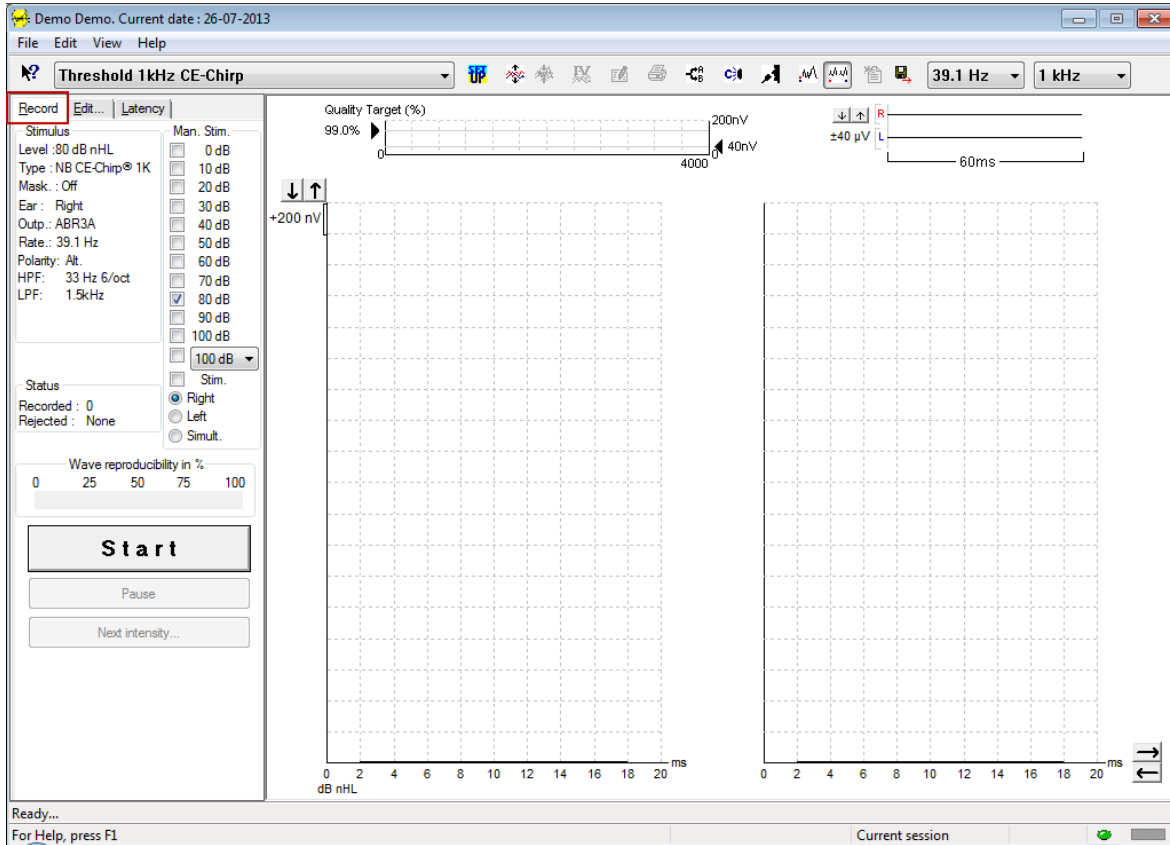 Demo Demo. Current date : 26-07-2013
File Edit View Help
Threshold 1kHz CE-Chirp
SET UP
A C B
39.1 Hz
1 kHz
Record Edit... Latency
Stimulus
Level :80 dB nHL
Type : NB CE-Chirp® 1K
Mask. : Off
Ear : Right
Outp.: ABR3A
Rate.: 39.1 Hz
Polarity: Alt.
HPF: 33 Hz 6/oct
LPF: 1.5kHz
Man. Stim.
0 dB
10 dB
20 dB
30 dB
40 dB
50 dB
60 dB
70 dB
80 dB
90 dB
100 dB
100 dB
Stim.
Right
Left
Simult.
Status
Recorded : 0
Rejected : None
Wave reproducibility in %
0 25 50 75 100
Start
Pause
Next intensity...
Quality Target (%)
99.0%
0
4000
200nV
40nV
0
R
±40 µV L
60ms
+200 nV
0 2 4 6 8 10 12 14 16 18 20 ms
dB nHL
0 2 4 6 8 10 12 14 16 18 20 ms
Ready...
For Help, press F1
Current session